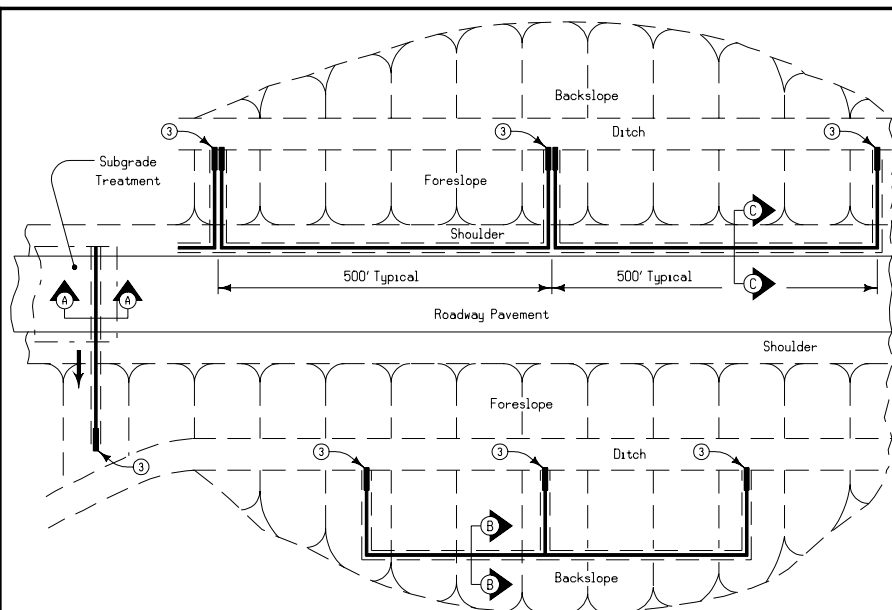 Backslope
3
3
Ditch
3
Subgrade
Treatment
Foreslope
C
Shoulder
500' Typical
500' Typical
C
A
A
Roadway Pavement
Shoulder
Foreslope
3
3
3
Ditch
3
B
B
Backslope